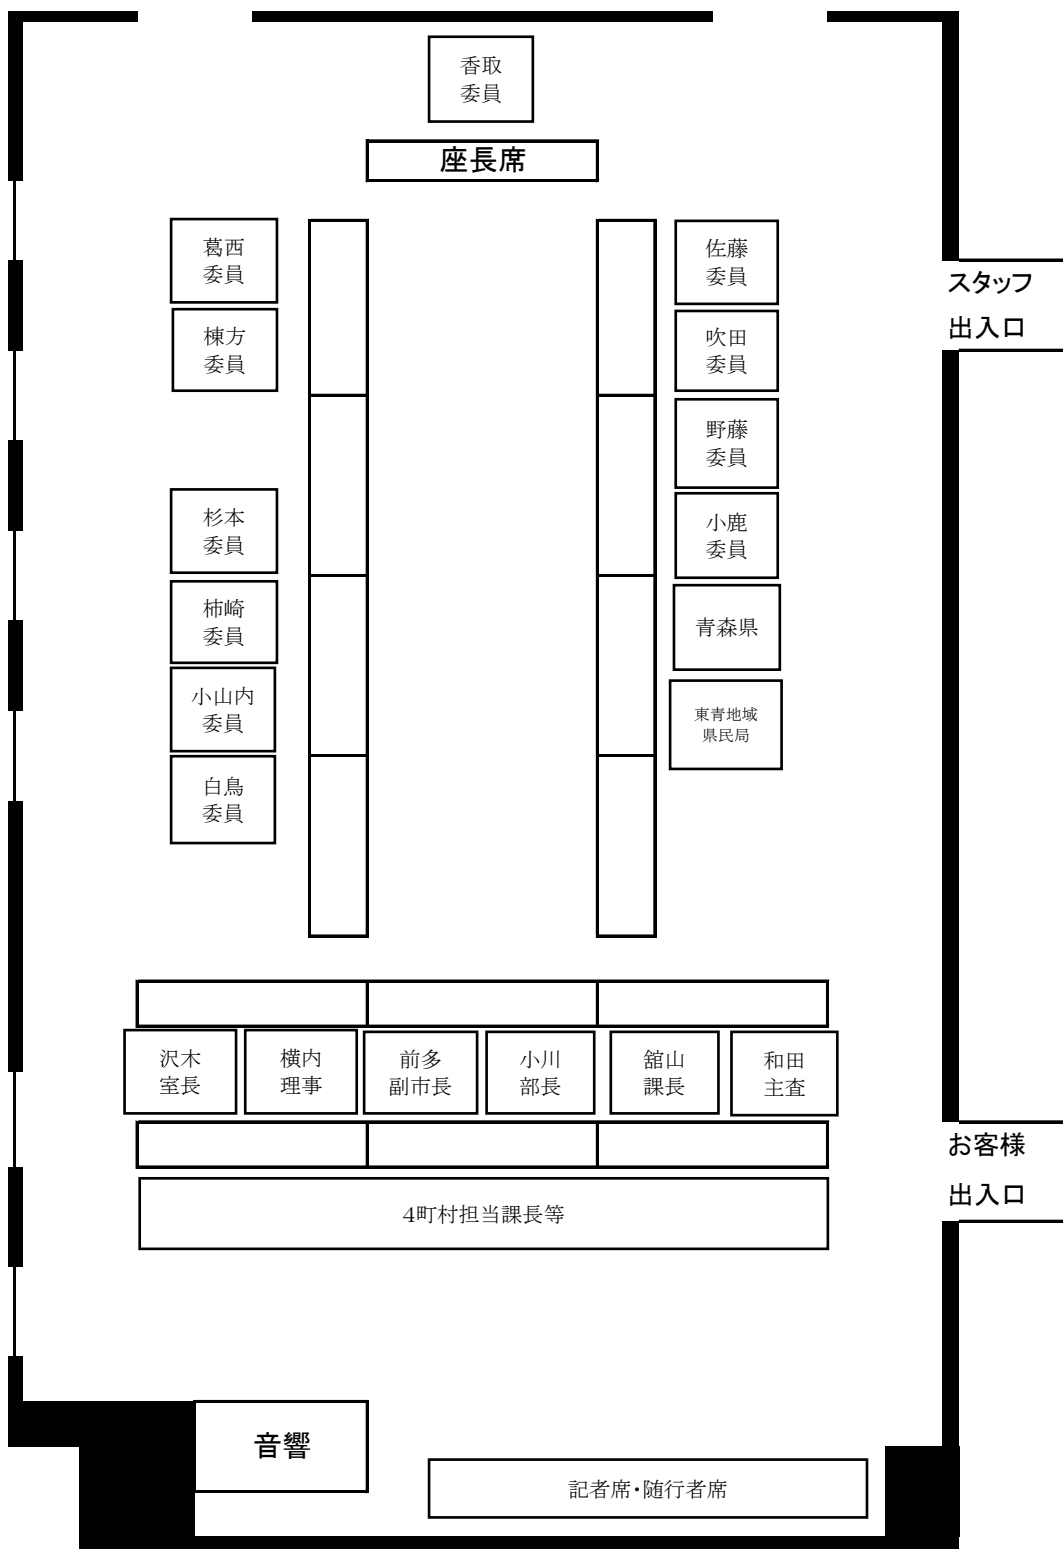 香取
委員
座長席
葛西
委員
佐藤
委員
スタッフ
出入口
棟方
委員
吹田
委員
野藤
委員
杉本
委員
小鹿
委員
柿崎
委員
青森県
小山内
委員
東青地域
県民局
白鳥
委員
沢木
室長
横内
理事
前多
副市長
小川
部長
舘山
課長
和田
主査
お客様
出入口
4町村担当課長等
音響
記者席・随行者席